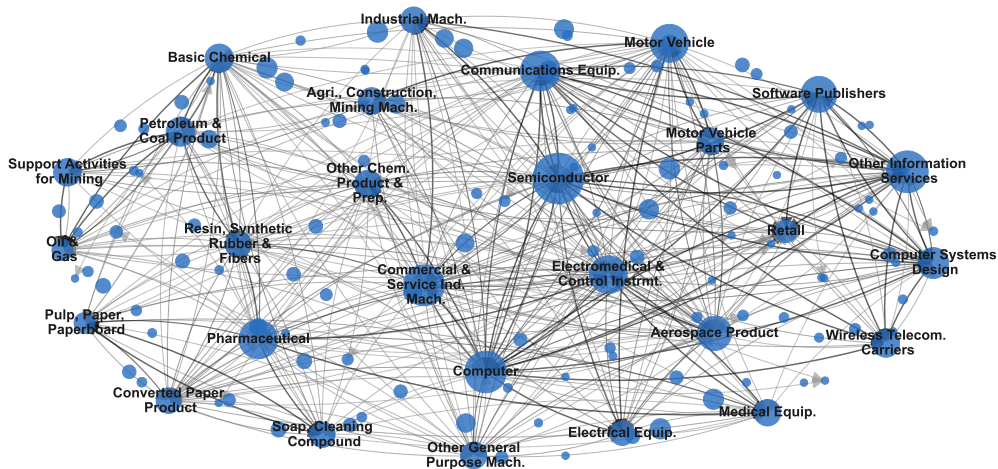 Industrial Mach.
Motor Vehicle
Basic Chemical
Communications Equip.
Agri., Construction,
Mining Mach.
Software Publishers
Petroleum &
Coal Product
Motor Vehicle
Parts
Support Activities
for Mining
Other Chem.
Product &
Prep.
Semiconductor
Other Information
Services
Resin, Synthetic
Rubber &
Fibers
Retail
Oil &
Gas
Commercial &
Service Ind.
Mach.
Electromedical &
Control Instrmt.
Computer Systems
Design
Pulp, Paper,
Paperboard
Pharmaceutical
Aerospace Product
Wireless Telecom.
Carriers
Computer
Converted Paper
Product
Soap, Cleaning
Compound
Other General
Purpose Mach.
Electrical Equip.
Medical Equip.